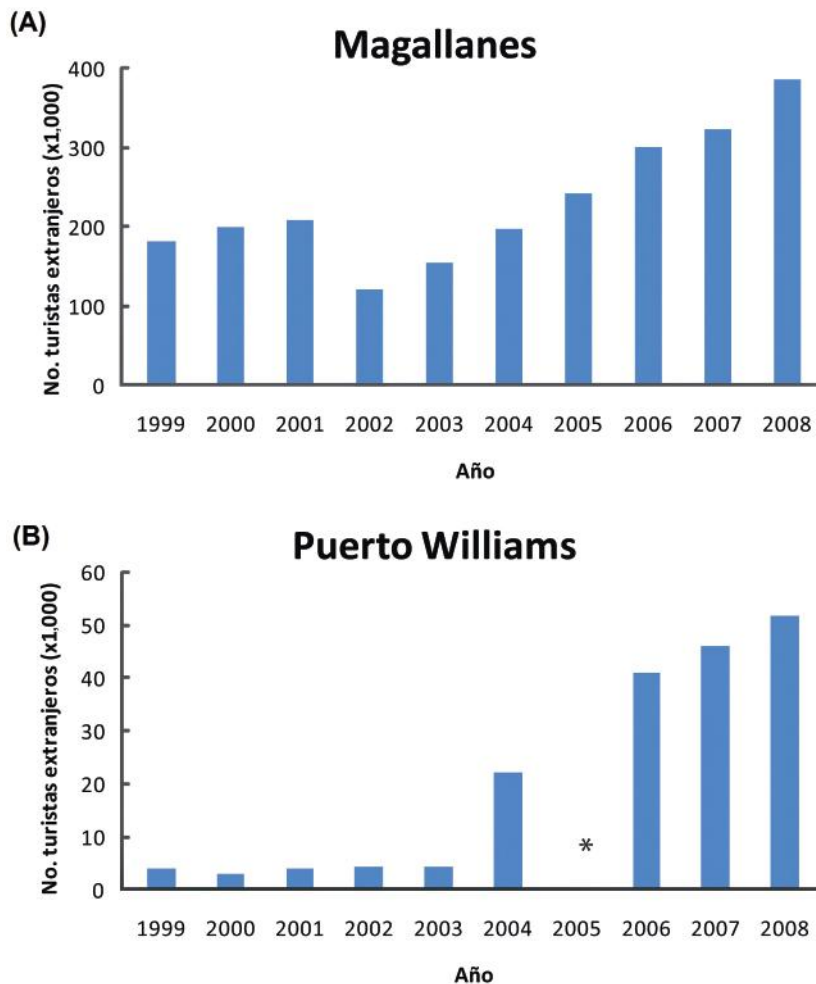 (A)
Magallanes
No. turistas extranjeros (x1,000)
400
300
200
100
0
1999 2000 2001 2002 2003 2004 2005 2006 2007 2008
Año
(B)
Puerto Williams
No. turistas extranjeros (x1,000)
60
50
40
30
20
10
0
*
1999 2000 2001 2002 2003 2004 2005 2006 2007 2008
Año